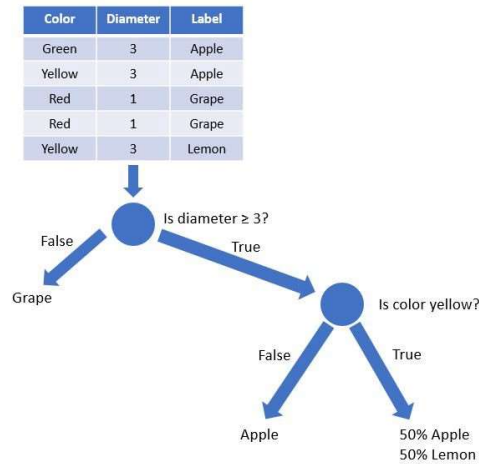 Color Diameter Label
Green 3 Apple
Yellow 3 Apple
Red 1 Grape
Red 1 Grape
Yellow 3 Lemon
Is diameter ≥ 3?
False
True
Grape
Is color yellow?
False
True
Apple
50% Apple
50% Lemon